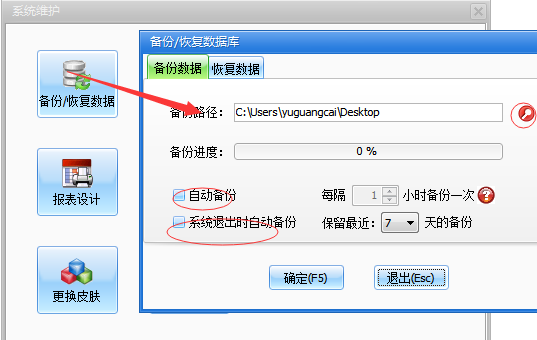 系统维护
备份/恢复数据库
备份数据 恢复数据
备份/恢复数据
备份路径： C:\Users\yuguangcai\Desktop
备份进度： 0 %
自动备份 每隔 1 小时备份一次
报表设计
系统退出时自动备份 保留最近： 7 天的备份
确定(F5) 退出(Esc)
更换皮肤